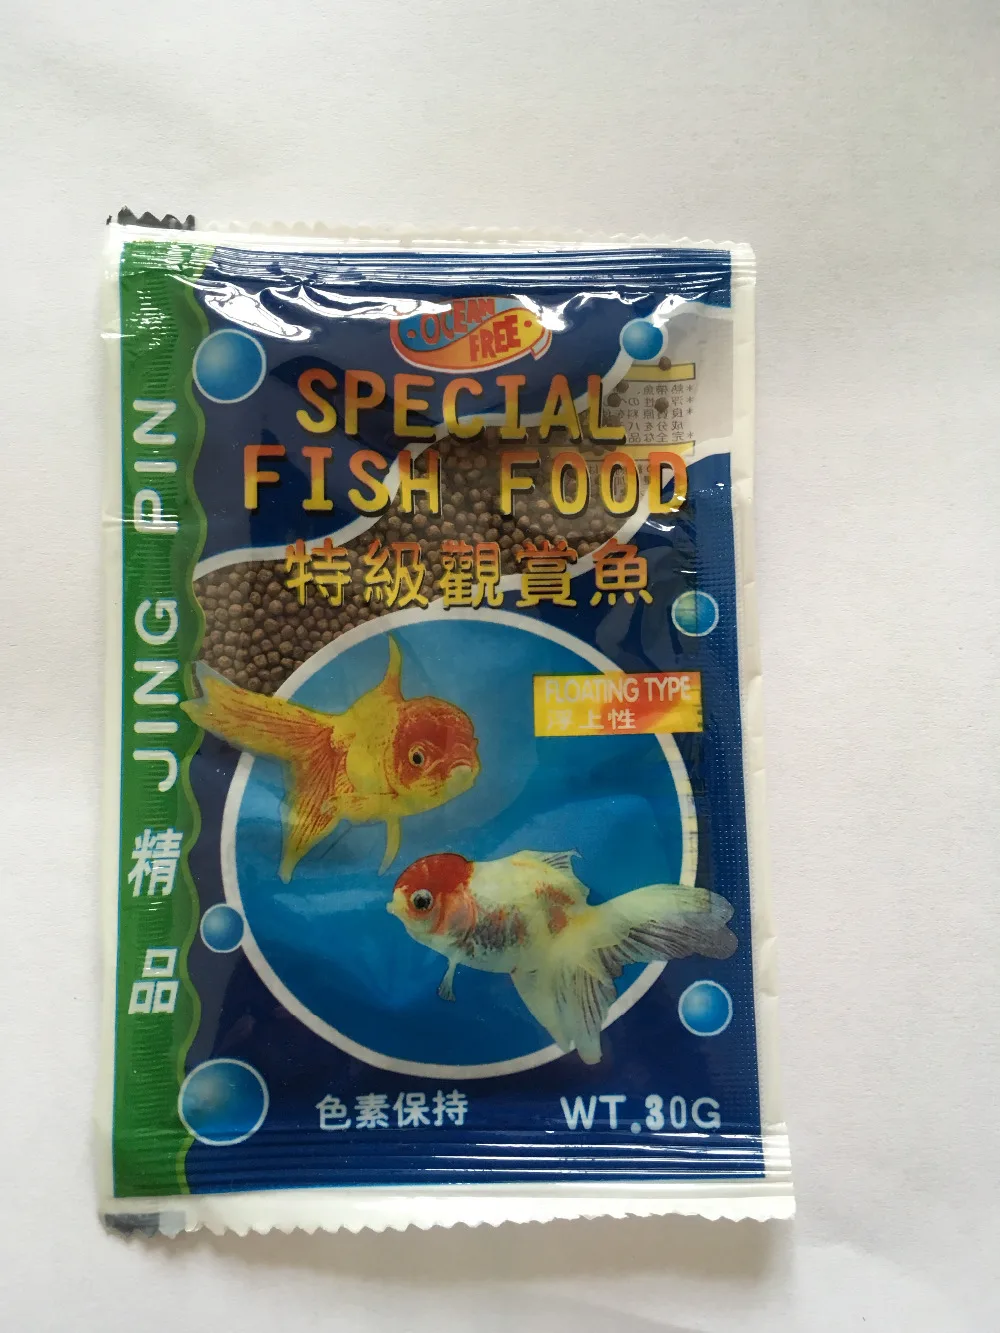 OCEAN
FREE
SPECIAL
FISH FOOD
特級觀賞魚
FLOATING TYPE
浮上性
JING PIN
精品
色素保持
WT.30G